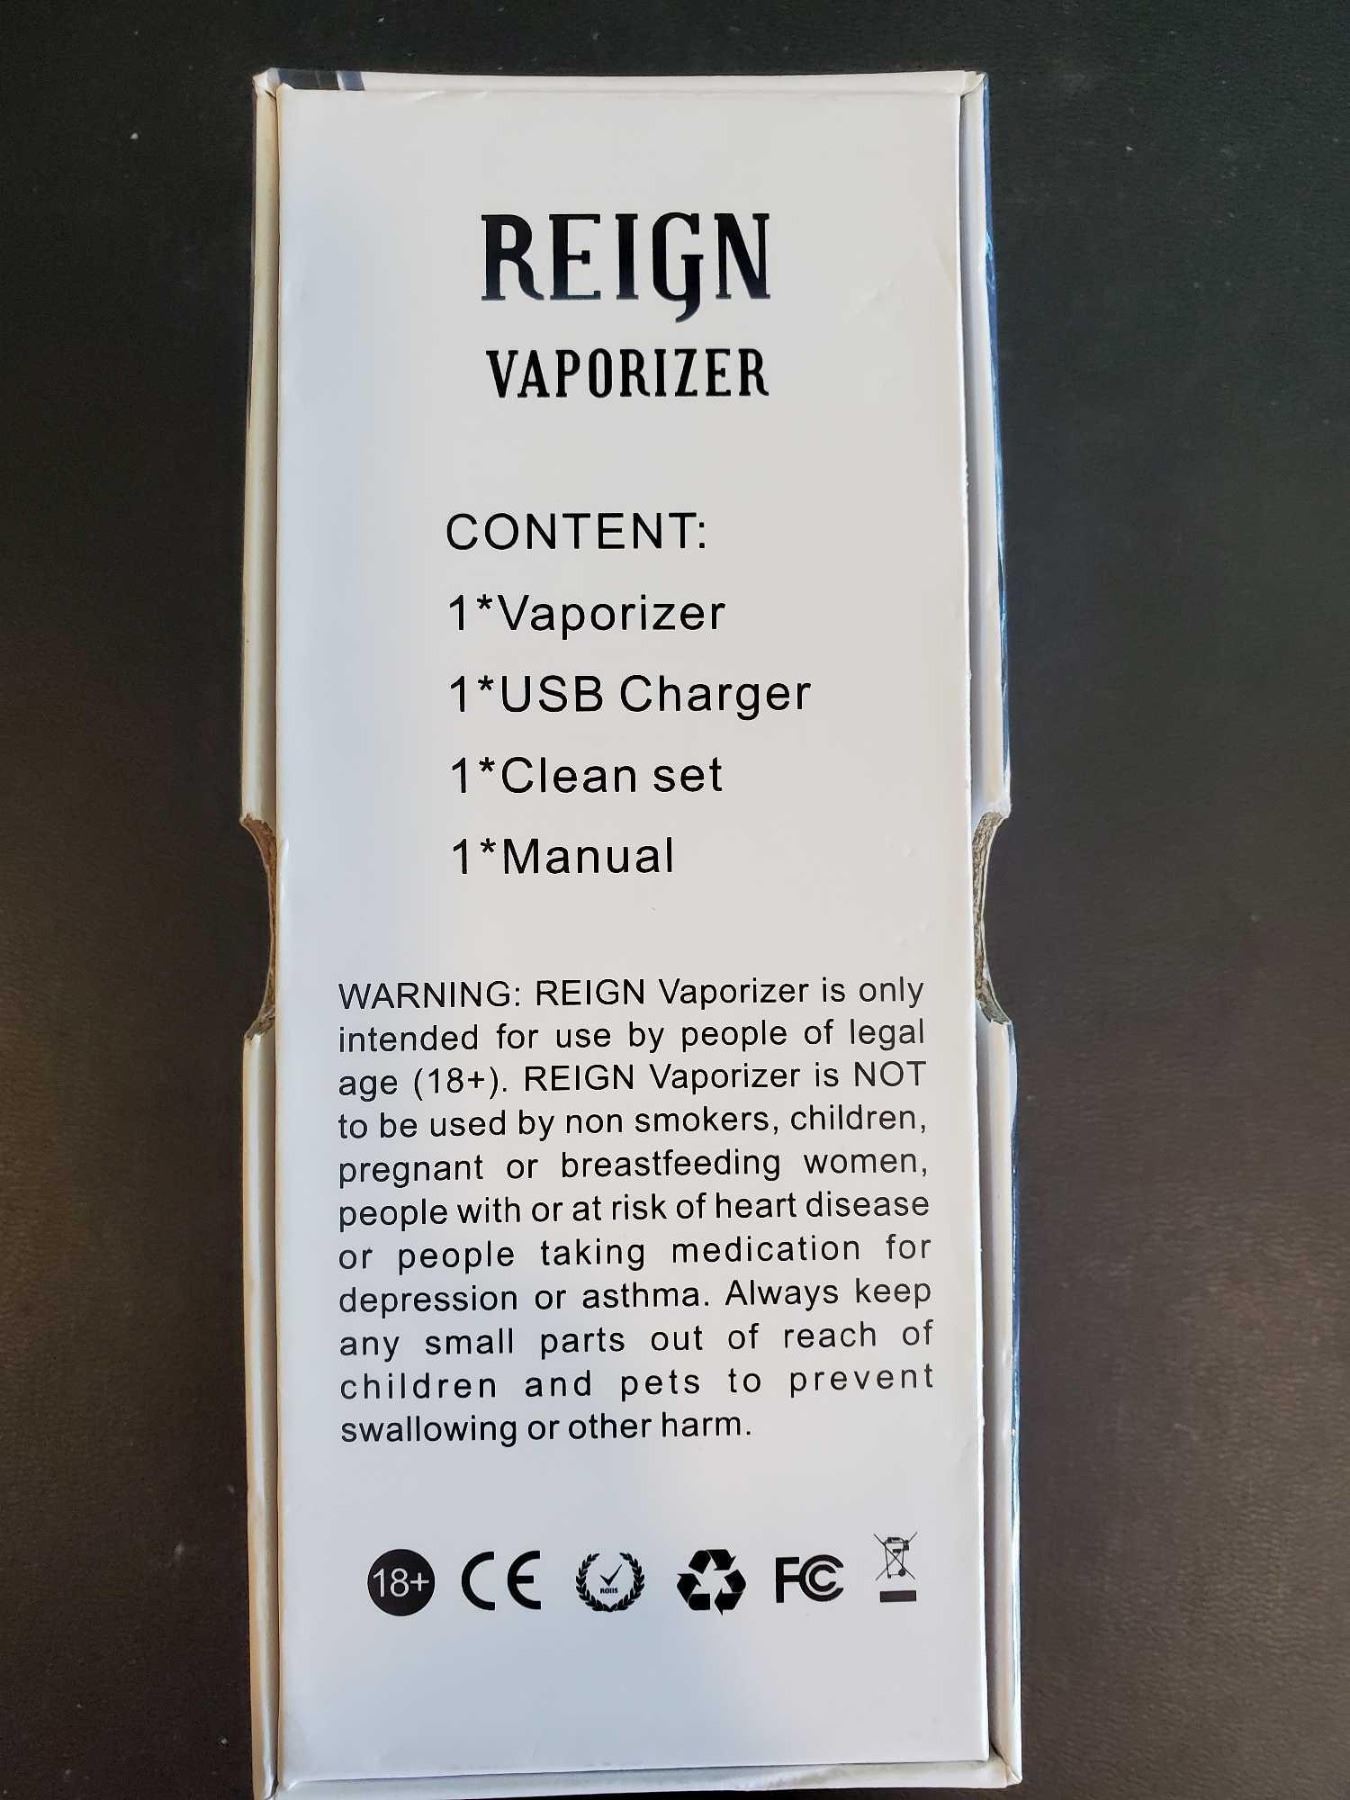 REIGN
VAPORIZER
CONTENT:
1*Vaporizer
1*USB Charger
1*Clean set
1*Manual
WARNING: REIGN Vaporizer is only
intended for use by people of legal
age (18+). REIGN Vaporizer is NOT
to be used by non smokers, children,
pregnant or breastfeeding women,
people with or at risk of heart disease
or people taking medication for
depression or asthma. Always keep
any small parts out of reach of
children and pets to prevent
swallowing or other harm.
18+ CE ROHS FC